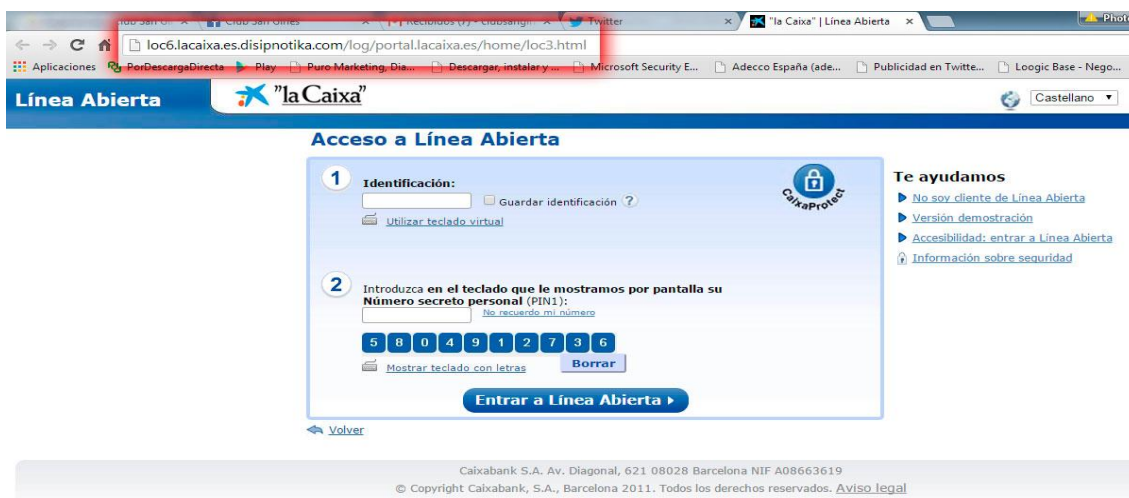 Club San Gines
Recibidos (7) - clubsangin
Twitter
"la Caixa" | Línea Abierta
Photo
loc6.lacaixa.es.disipnotika.com/log/portal.lacaixa.es/home/loc3.html
Aplicaciones PorDescargaDirecta Play Puro Marketing, Dia... Descargar, instalar y ... Microsoft Security E... Adecco España (ade... Publicidad en Twitte... Loogic Base - Nego...
Línea Abierta
"la Caixa"
Castellano
Acceso a Línea Abierta
1 Identificación:
Guardar identificación ?
Utilizar teclado virtual
CaixaProtect
2 Introduzca en el teclado que le mostramos por pantalla su
Número secreto personal (PIN1):
No recuerdo mi número
5 8 0 4 9 1 2 7 3 6
Mostrar teclado con letras
Borrar
Entrar a Línea Abierta
Volver
Te ayudamos
No soy cliente de Línea Abierta
Versión demostración
Accesibilidad: entrar a Línea Abierta
Información sobre seguridad
Caixabank S.A. Av. Diagonal, 621 08028 Barcelona NIF A08663619
© Copyright Caixabank, S.A., Barcelona 2011. Todos los derechos reservados. Aviso legal